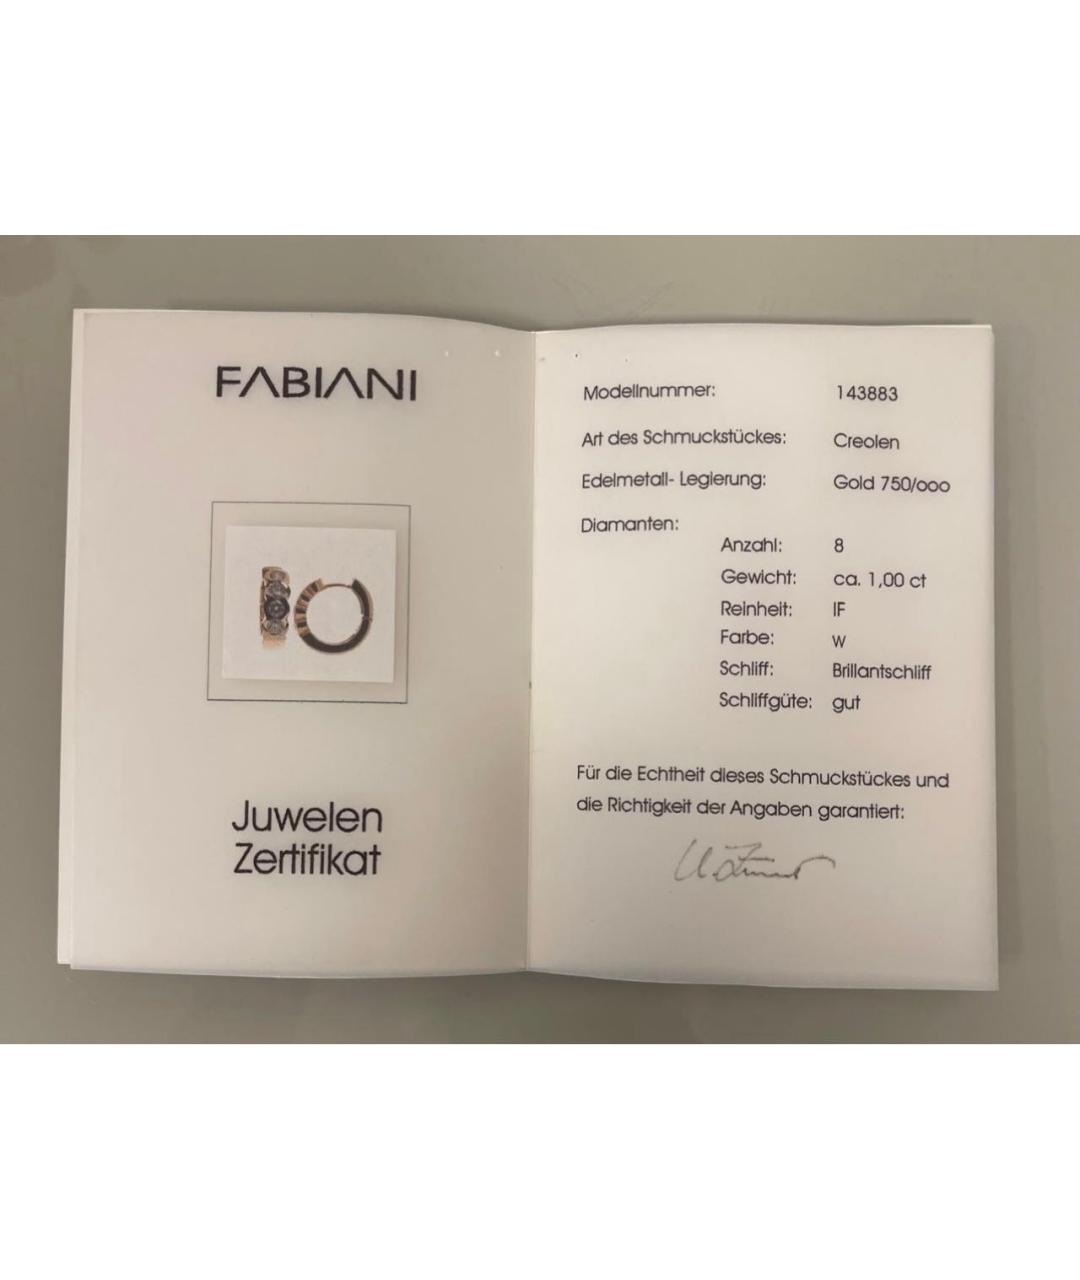 FABIANI
Juwelen
Zertifikat
Modellnummer: 143883
Art des Schmuckstückes: Creolen
Edelmetall- Legierung: Gold 750/ooo
Diamanten:
Anzahl: 8
Gewicht: ca. 1,00 ct
Reinheit: IF
Farbe: W
Schliff: Brillantschliff
Schliffgüte: gut
Für die Echtheit dieses Schmuckstückes und
die Richtigkeit der Angaben garantiert: